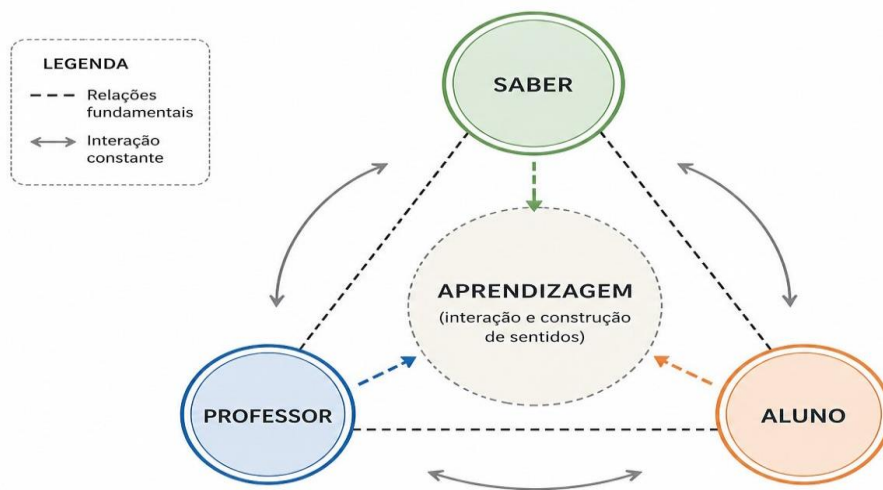 LEGENDA
Relações
fundamentais
Interação
constante
SABER
APRENDIZAGEM
(interação e construção
de sentidos)
PROFESSOR
ALUNO